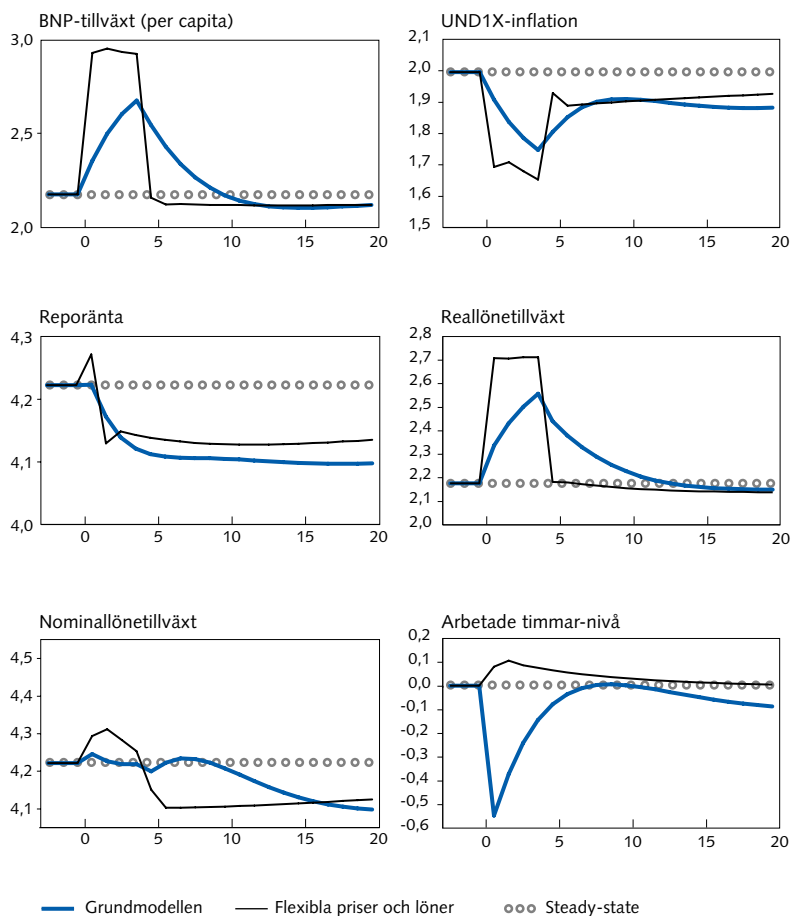 BNP-tillväxt (per capita)
3,0
2,5
2,0
0 5 10 15 20
UND1X-inflation
2,1
2,0
1,9
1,8
1,7
1,6
1,5
0 5 10 15 20
Reporänta
4,3
4,2
4,1
4,0
0 5 10 15 20
Reallönetillväxt
2,8
2,7
2,6
2,5
2,4
2,3
2,2
2,1
2,0
0 5 10 15 20
Nominallönetillväxt
4,5
4,4
4,3
4,2
4,1
0 5 10 15 20
Arbetade timmar-nivå
0,2
0,1
0,0
-0,1
-0,2
-0,3
-0,4
-0,5
-0,6
0 5 10 15 20
Grundmodellen Flexibla priser och löner Steady-state